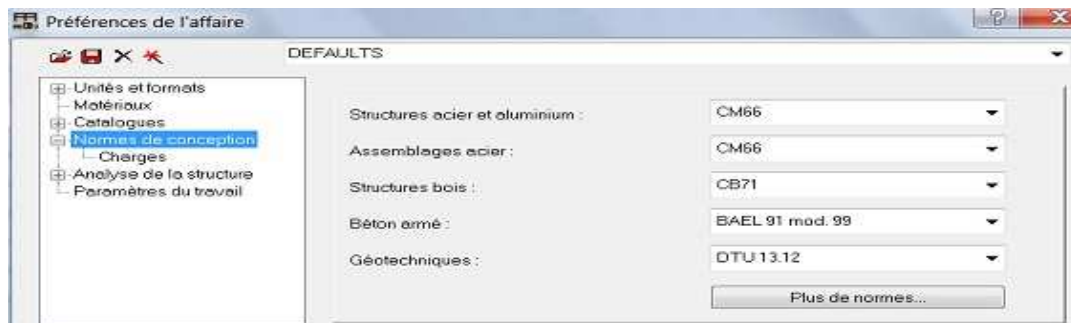 Préférences de l'affaire
DEFAULTS
Unités et formats
Matériaux
Catalogues
Normes de conception
Charges
Analyse de la structure
Paramètres du travail
Structures acier et aluminium : CM66
Assemblages acier : CM66
Structures bois : CB71
Béton armé : BAEL 91 mod. 99
Géotechniques : DTU 13.12
Plus de normes...